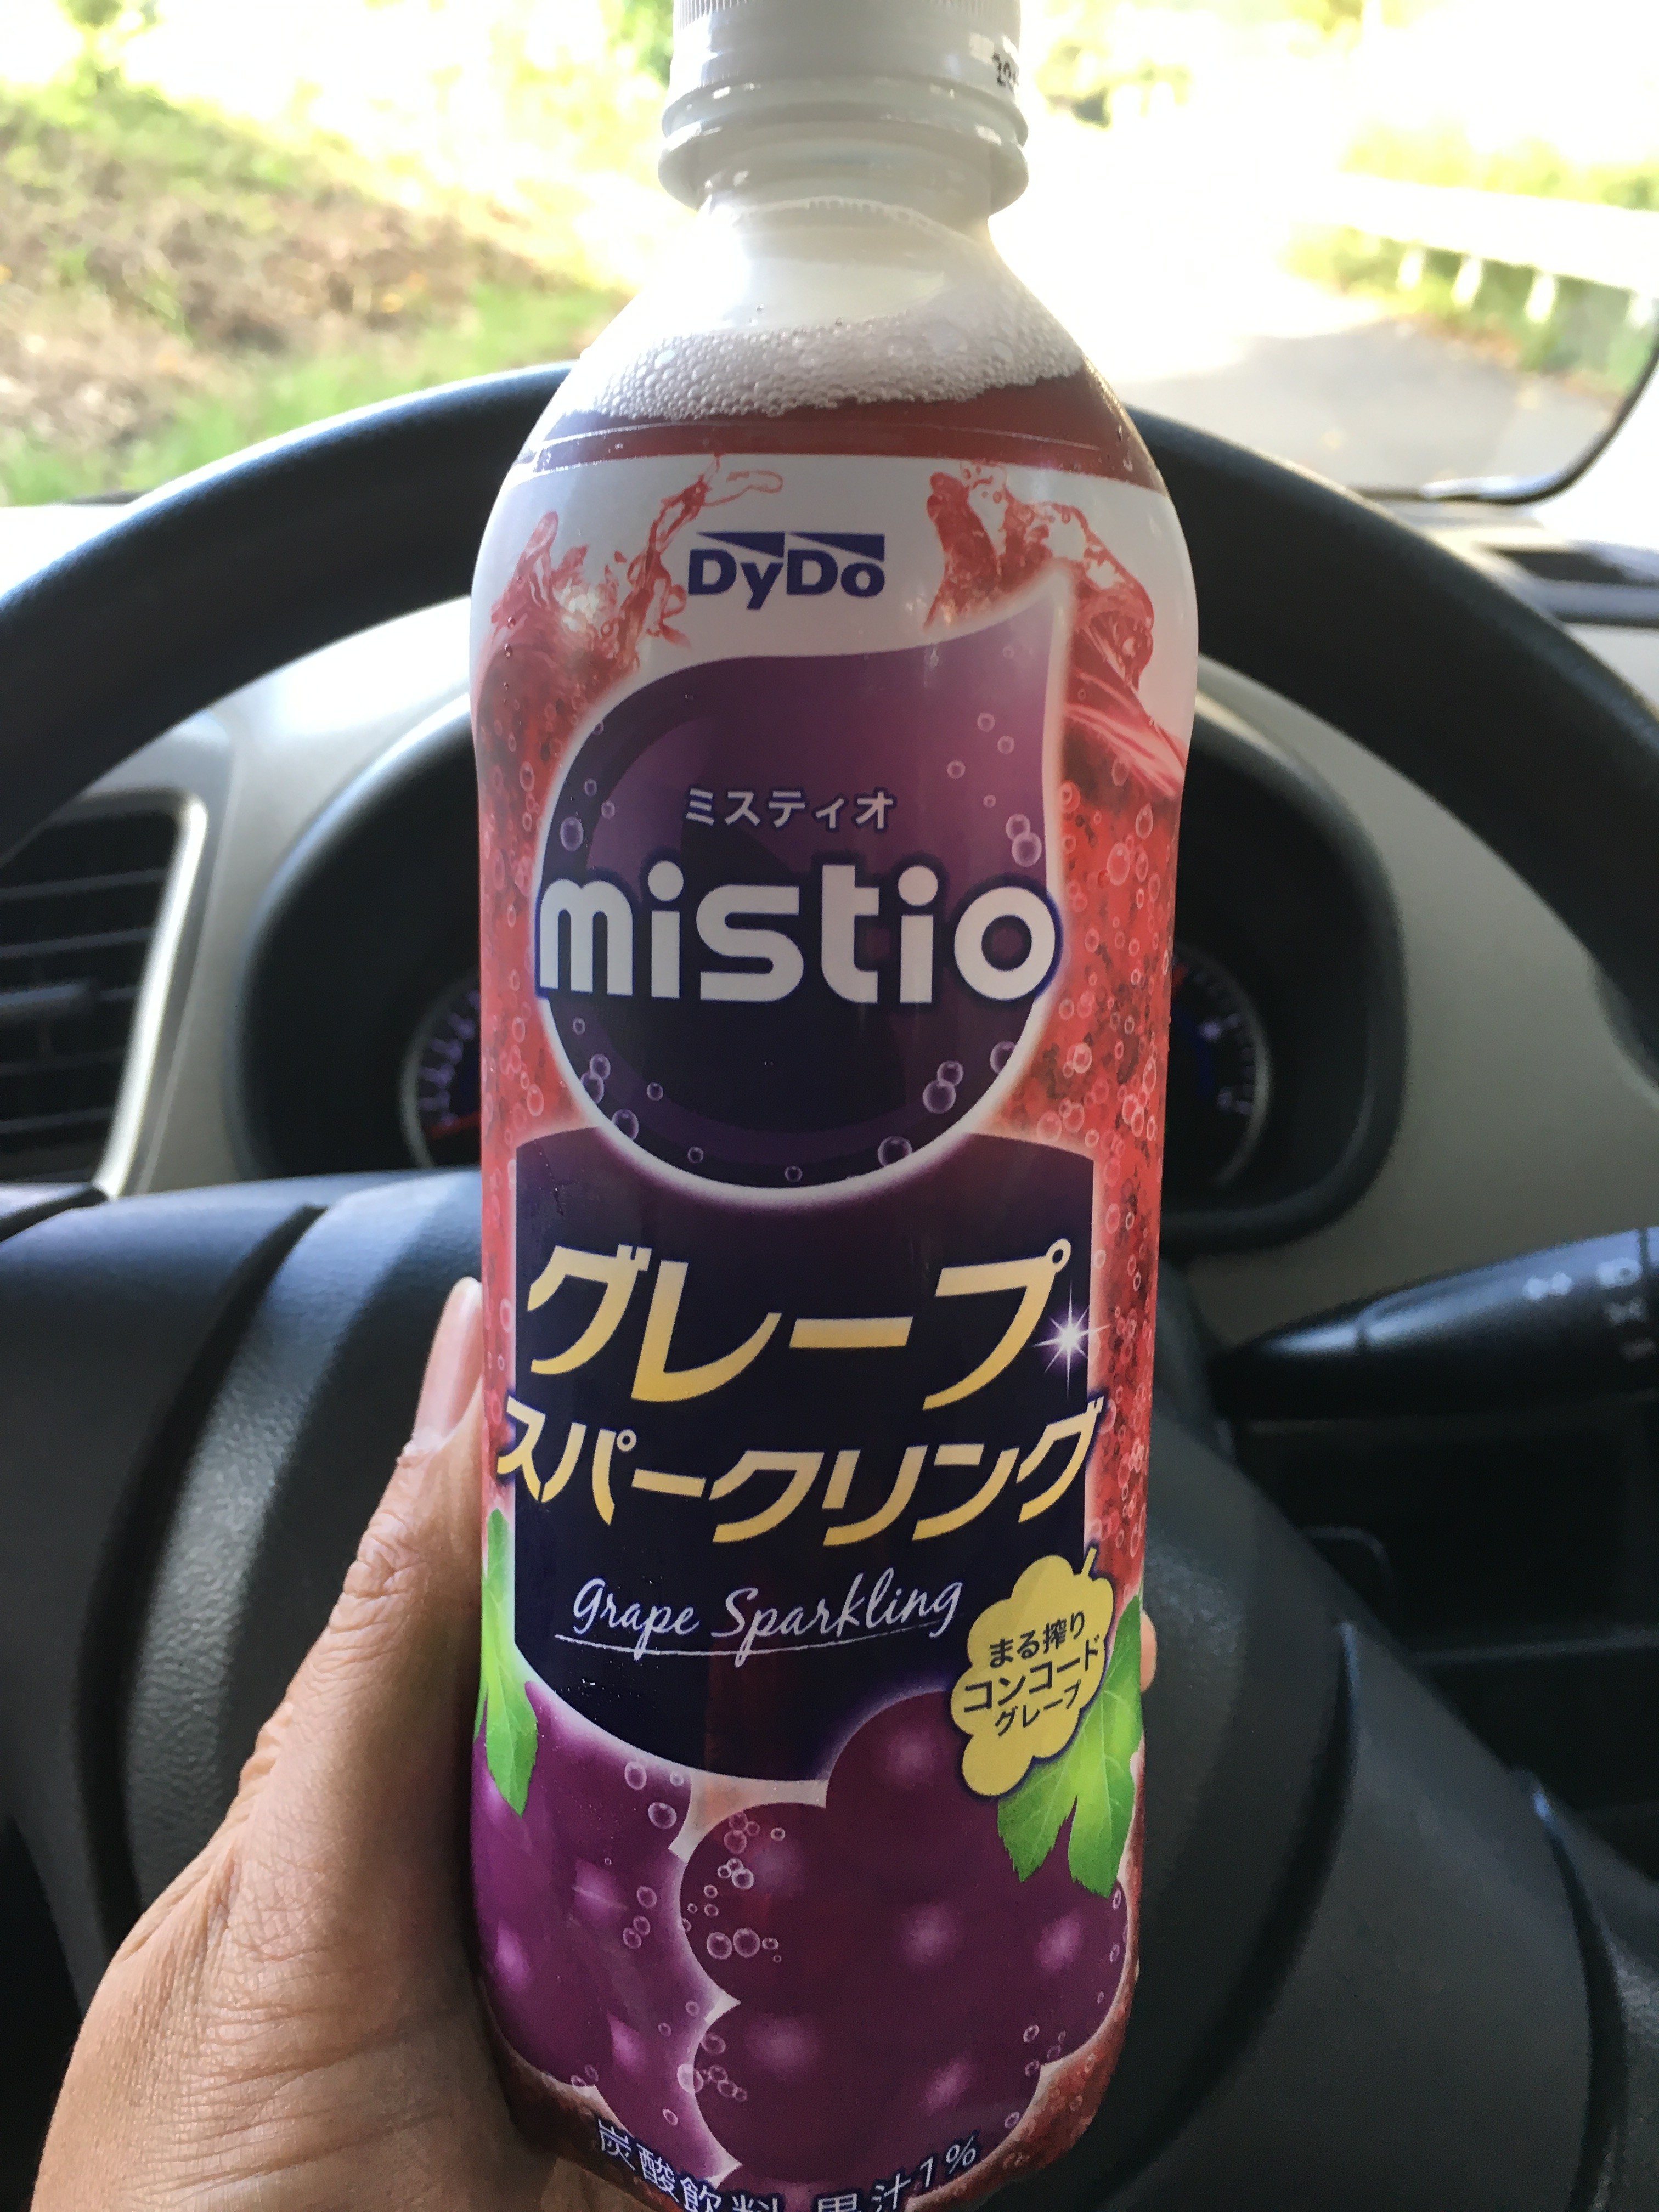 DyDo
ミスティオ
mistio
グレープ
スパークリング
Grape Sparkling
まる搾り
コンコード
グレープ
炭酸飲料 果汁1%